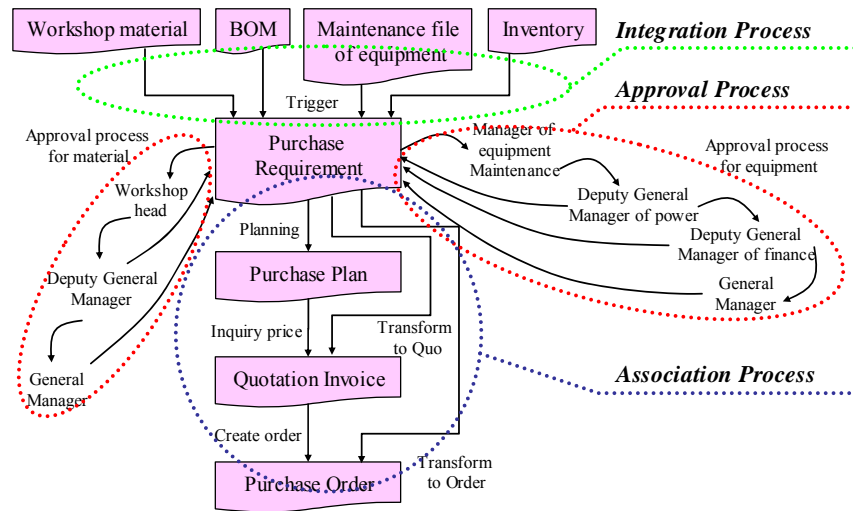 Workshop material
BOM
Maintenance file
of equipment
Inventory
Integration Process
Trigger
Approval Process
Approval process
for material
Purchase
Requirement
Manager of
equipment
Maintenance
Approval process
for equipment
Workshop
head
Deputy General
Manager of power
Deputy General
Manager of finance
General
Manager
Planning
Deputy General
Manager
Purchase Plan
Inquiry price
Transform
to Quo
General
Manager
Quotation Invoice
Association Process
Create order
Transform
to Order
Purchase Order